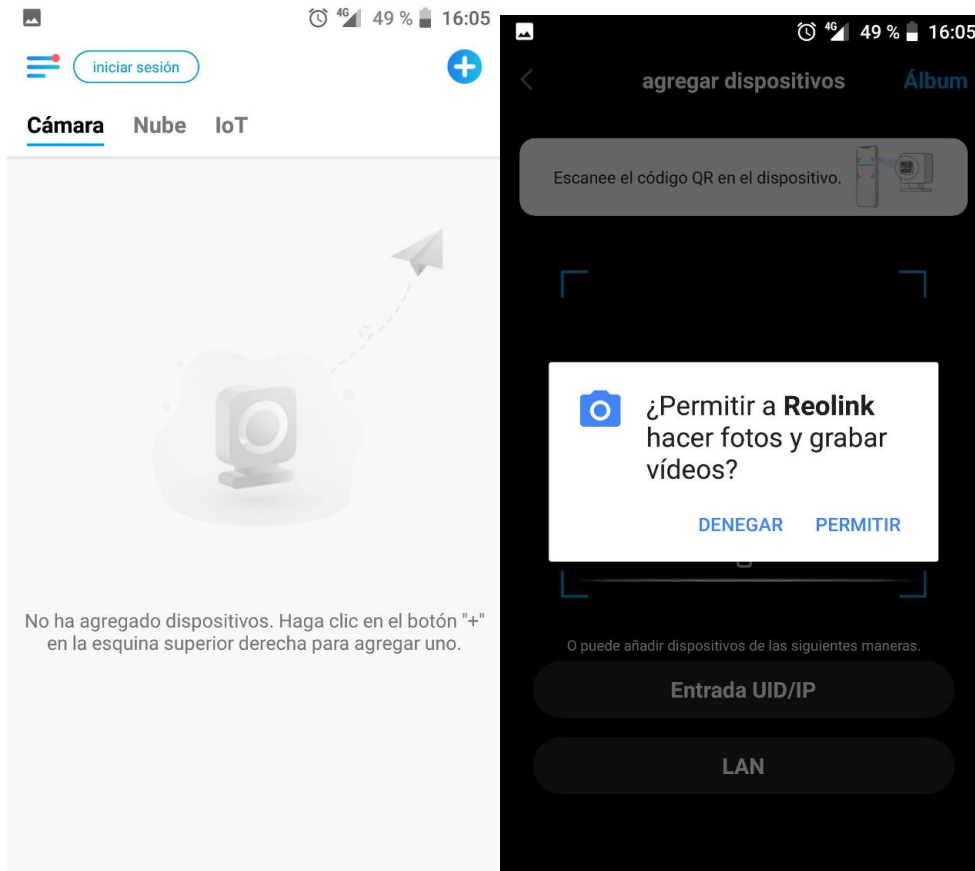 4G 49 % 16:05
iniciar sesión
Cámara Nube IoT
No ha agregado dispositivos. Haga clic en el botón "+"
en la esquina superior derecha para agregar uno.
4G 49 % 16:05
agregar dispositivos Álbum
Escanee el código QR en el dispositivo.
¿Permitir a Reolink
hacer fotos y grabar
vídeos?
DENEGAR PERMITIR
O puede añadir dispositivos de las siguientes maneras.
Entrada UID/IP
LAN